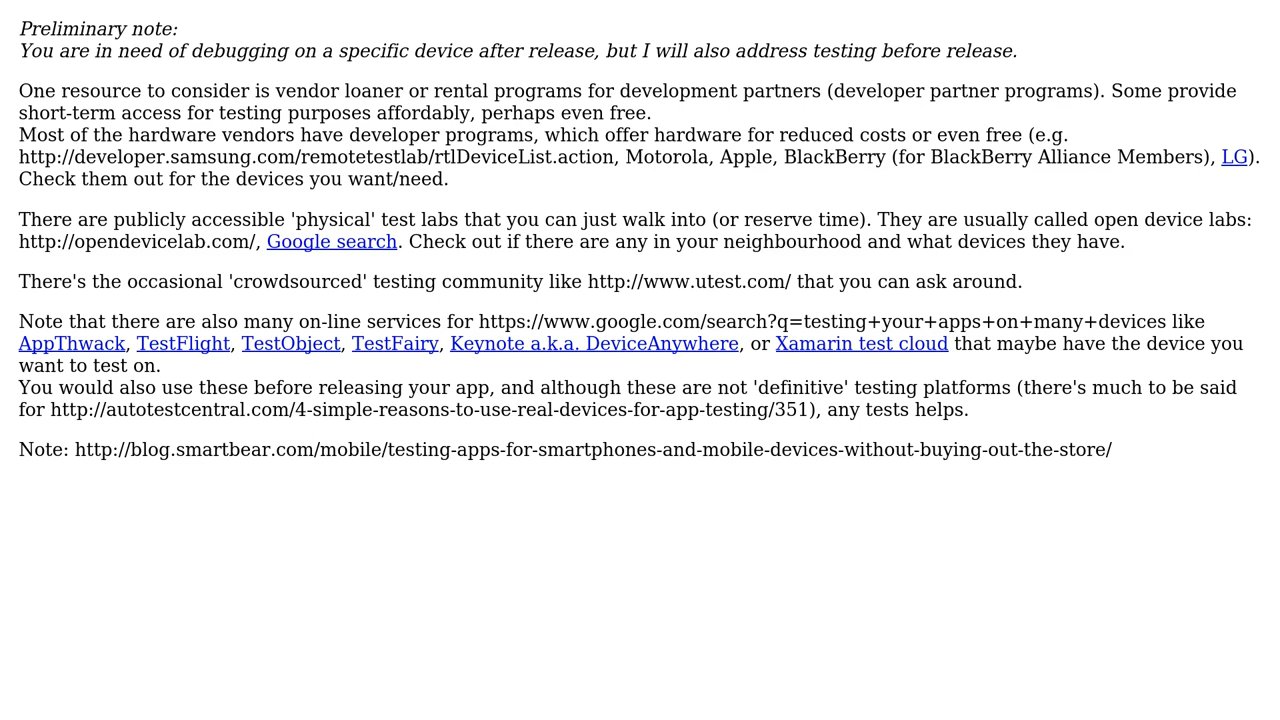 Preliminary note:
You are in need of debugging on a specific device after release, but I will also address testing before release.
One resource to consider is vendor loaner or rental programs for development partners (developer partner programs). Some provide
short-term access for testing purposes affordably, perhaps even free.
Most of the hardware vendors have developer programs, which offer hardware for reduced costs or even free (e.g.
http://developer.samsung.com/remotetestlab/rtlDeviceList.action, Motorola, Apple, BlackBerry (for BlackBerry Alliance Members), LG).
Check them out for the devices you want/need.
There are publicly accessible 'physical' test labs that you can just walk into (or reserve time). They are usually called open device labs:
http://opendevicelab.com/, Google search. Check out if there are any in your neighbourhood and what devices they have.
There's the occasional 'crowdsourced' testing community like http://www.utest.com/ that you can ask around.
Note that there are also many on-line services for https://www.google.com/search?q=testing+your+apps+on+many+devices like
AppThwack, TestFlight, TestObject, TestFairy, Keynote a.k.a. DeviceAnywhere, or Xamarin test cloud that maybe have the device you
want to test on.
You would also use these before releasing your app, and although these are not 'definitive' testing platforms (there's much to be said
for http://autotestcentral.com/4-simple-reasons-to-use-real-devices-for-app-testing/351), any tests helps.
Note: http://blog.smartbear.com/mobile/testing-apps-for-smartphones-and-mobile-devices-without-buying-out-the-store/